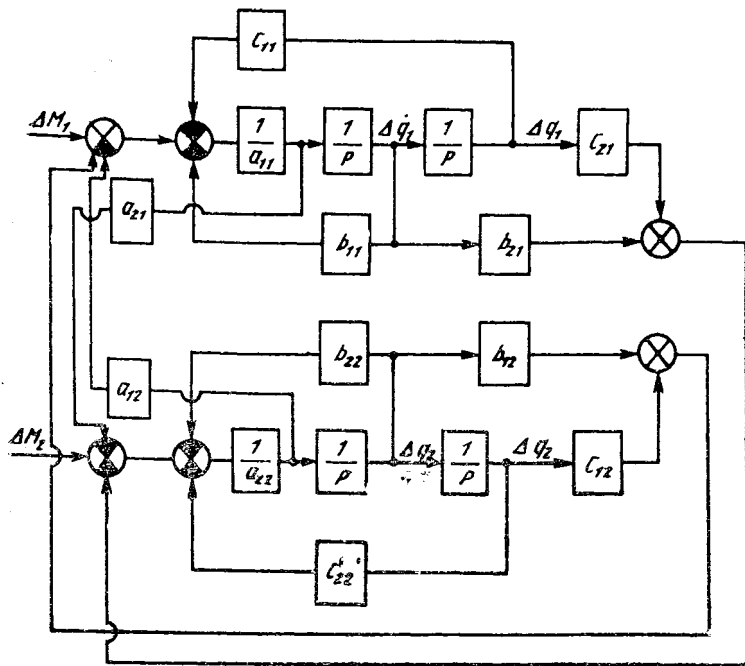 C₁₁
ΔM₁
1/a₁₁
1/p
Δq̇₁
1/p
Δq₁
C₂₁
a₂₁
b₁₁
b₂₁
b₂₂
b₁₂
a₁₂
ΔM₂
1/a₂₂
1/p
Δq̇₂
1/p
Δq₂
C₁₂
C₂₂